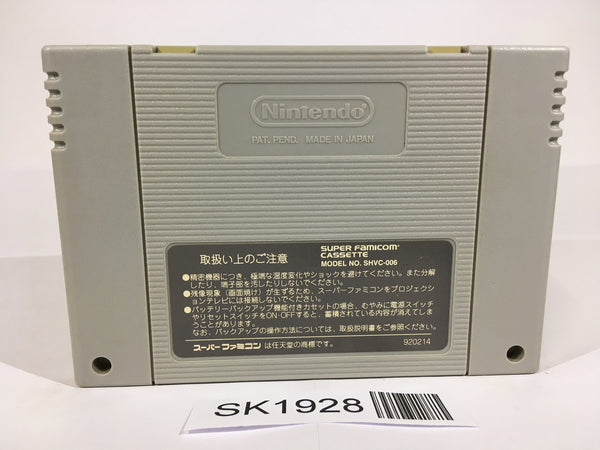 Nintendo
PAT. PEND. MADE IN JAPAN
取扱い上のご注意
SUPER FAMICOM
CASSETTE
MODEL NO. SHVC-006
●精密機器につき、極端な温度変化やショックを避けてください。また分解
したり、端子部を汚したりしないでください。
●残像現象(画面焼け)が生ずるため、スーパーファミコンをプロジェクシ
ョンテレビには接続しないでください。
●バッテリーバックアップ機能付きカセットの場合、むやみに電源スイッチ
やリセットスイッチをON・OFFすると、蓄積されている内容が消えてしま
うことがあります。
なお、バックアップの操作方法については、取扱説明書をご参照ください。
スーパーファミコン は任天堂の商標です。
920214
SK1928